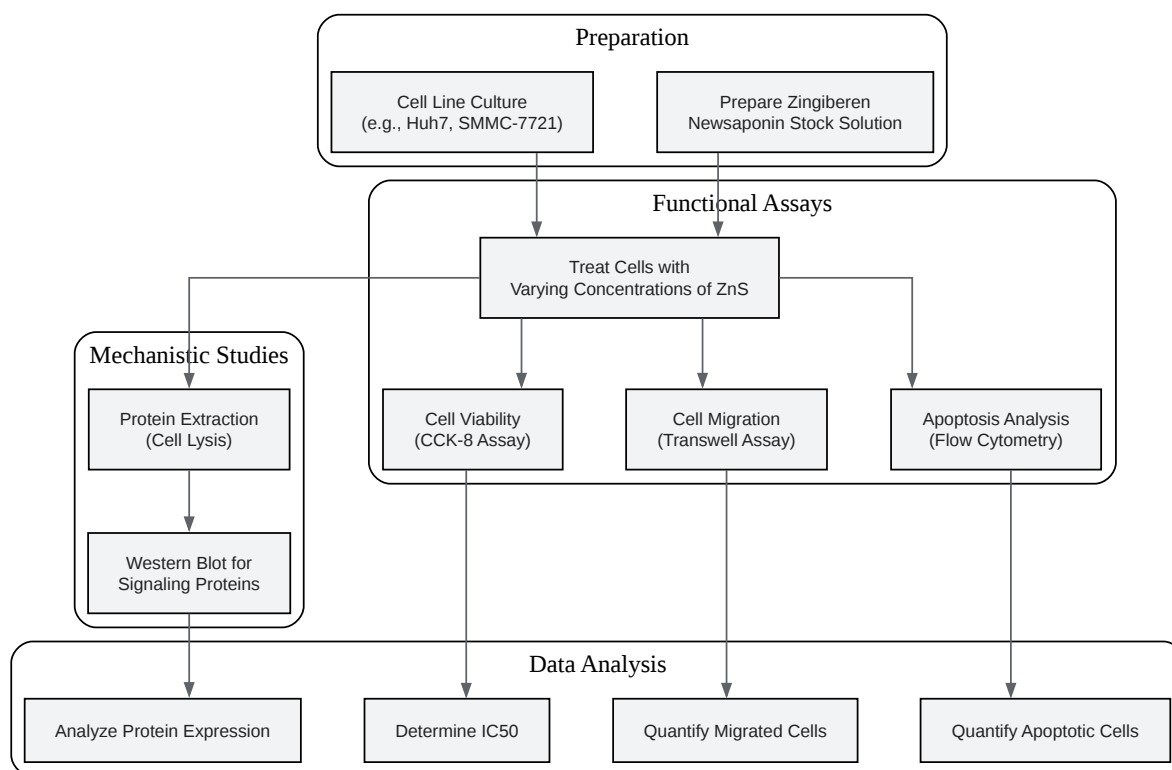 Preparation
Cell Line Culture
(e.g., Huh7, SMMC-7721)
Prepare Zingiberen
Newsaponin Stock Solution
Functional Assays
Treat Cells with
Varying Concentrations of ZnS
Mechanistic Studies
Protein Extraction
(Cell Lysis)
Cell Viability
(CCK-8 Assay)
Cell Migration
(Transwell Assay)
Apoptosis Analysis
(Flow Cytometry)
Western Blot for
Signaling Proteins
Data Analysis
Analyze Protein Expression
Determine IC50
Quantify Migrated Cells
Quantify Apoptotic Cells